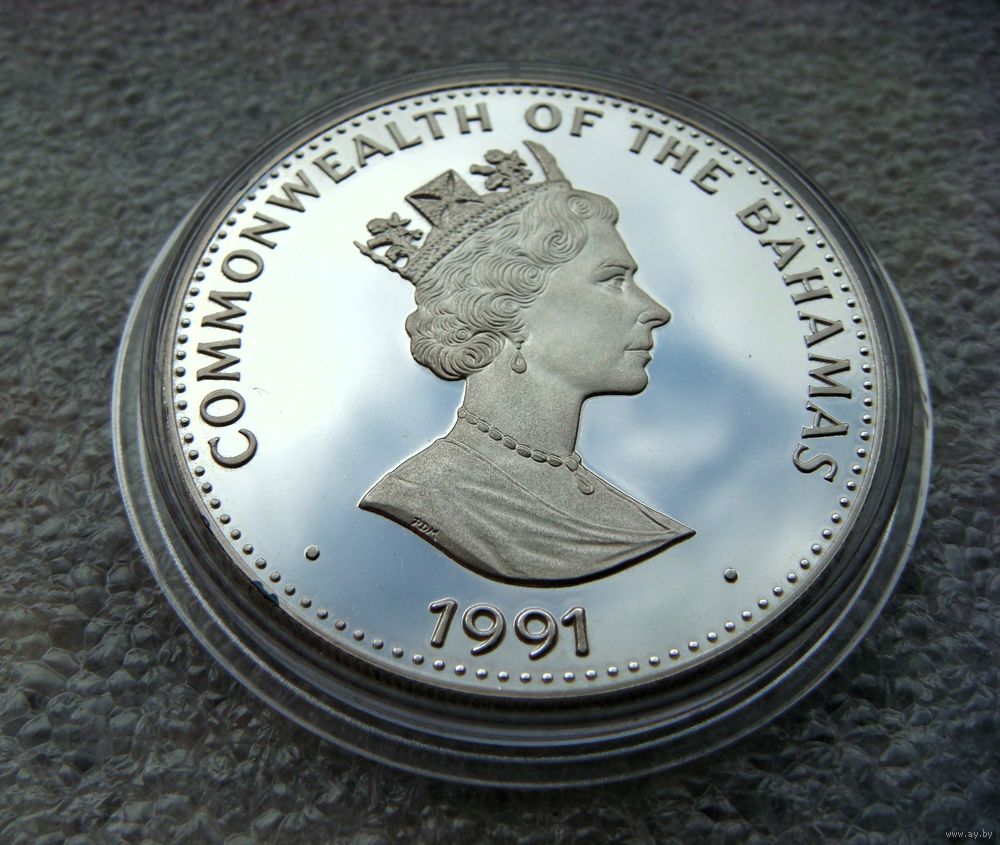 COMMONWEALTH OF THE BAHAMAS
RDM
1991
www.ay.by